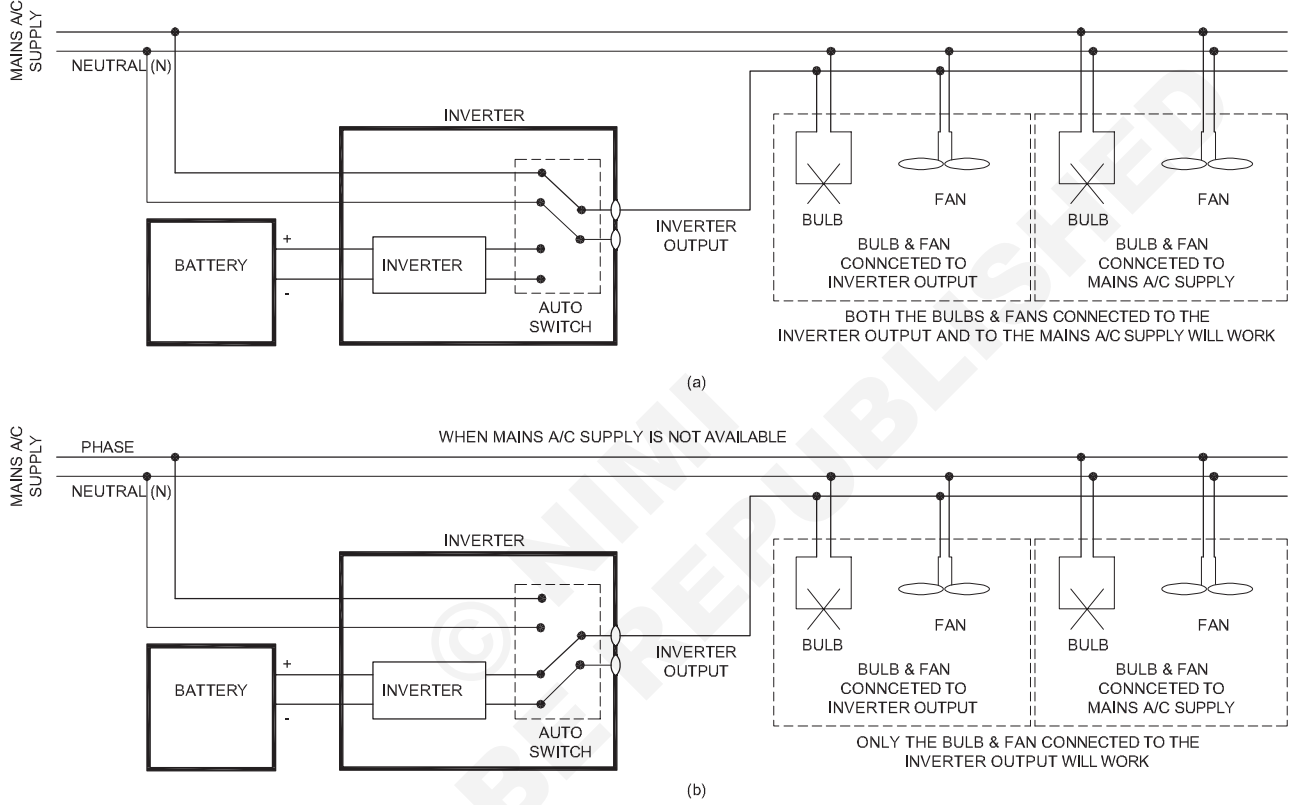 MAINS A/C
SUPPLY
NEUTRAL (N)
INVERTER
BATTERY
+
-
INVERTER
AUTO
SWITCH
INVERTER
OUTPUT
BULB
FAN
BULB & FAN
CONNCETED TO
INVERTER OUTPUT
BULB
FAN
BULB & FAN
CONNCETED TO
MAINS A/C SUPPLY
BOTH THE BULBS & FANS CONNECTED TO THE
INVERTER OUTPUT AND TO THE MAINS A/C SUPPLY WILL WORK
(a)
MAINS A/C
SUPPLY
PHASE
WHEN MAINS A/C SUPPLY IS NOT AVAILABLE
NEUTRAL (N)
INVERTER
BATTERY
+
-
INVERTER
AUTO
SWITCH
INVERTER
OUTPUT
BULB
FAN
BULB & FAN
CONNCETED TO
INVERTER OUTPUT
BULB
FAN
BULB & FAN
CONNCETED TO
MAINS A/C SUPPLY
ONLY THE BULB & FAN CONNECTED TO THE
INVERTER OUTPUT WILL WORK
(b)
© NIMI
BE REPUBLISHED